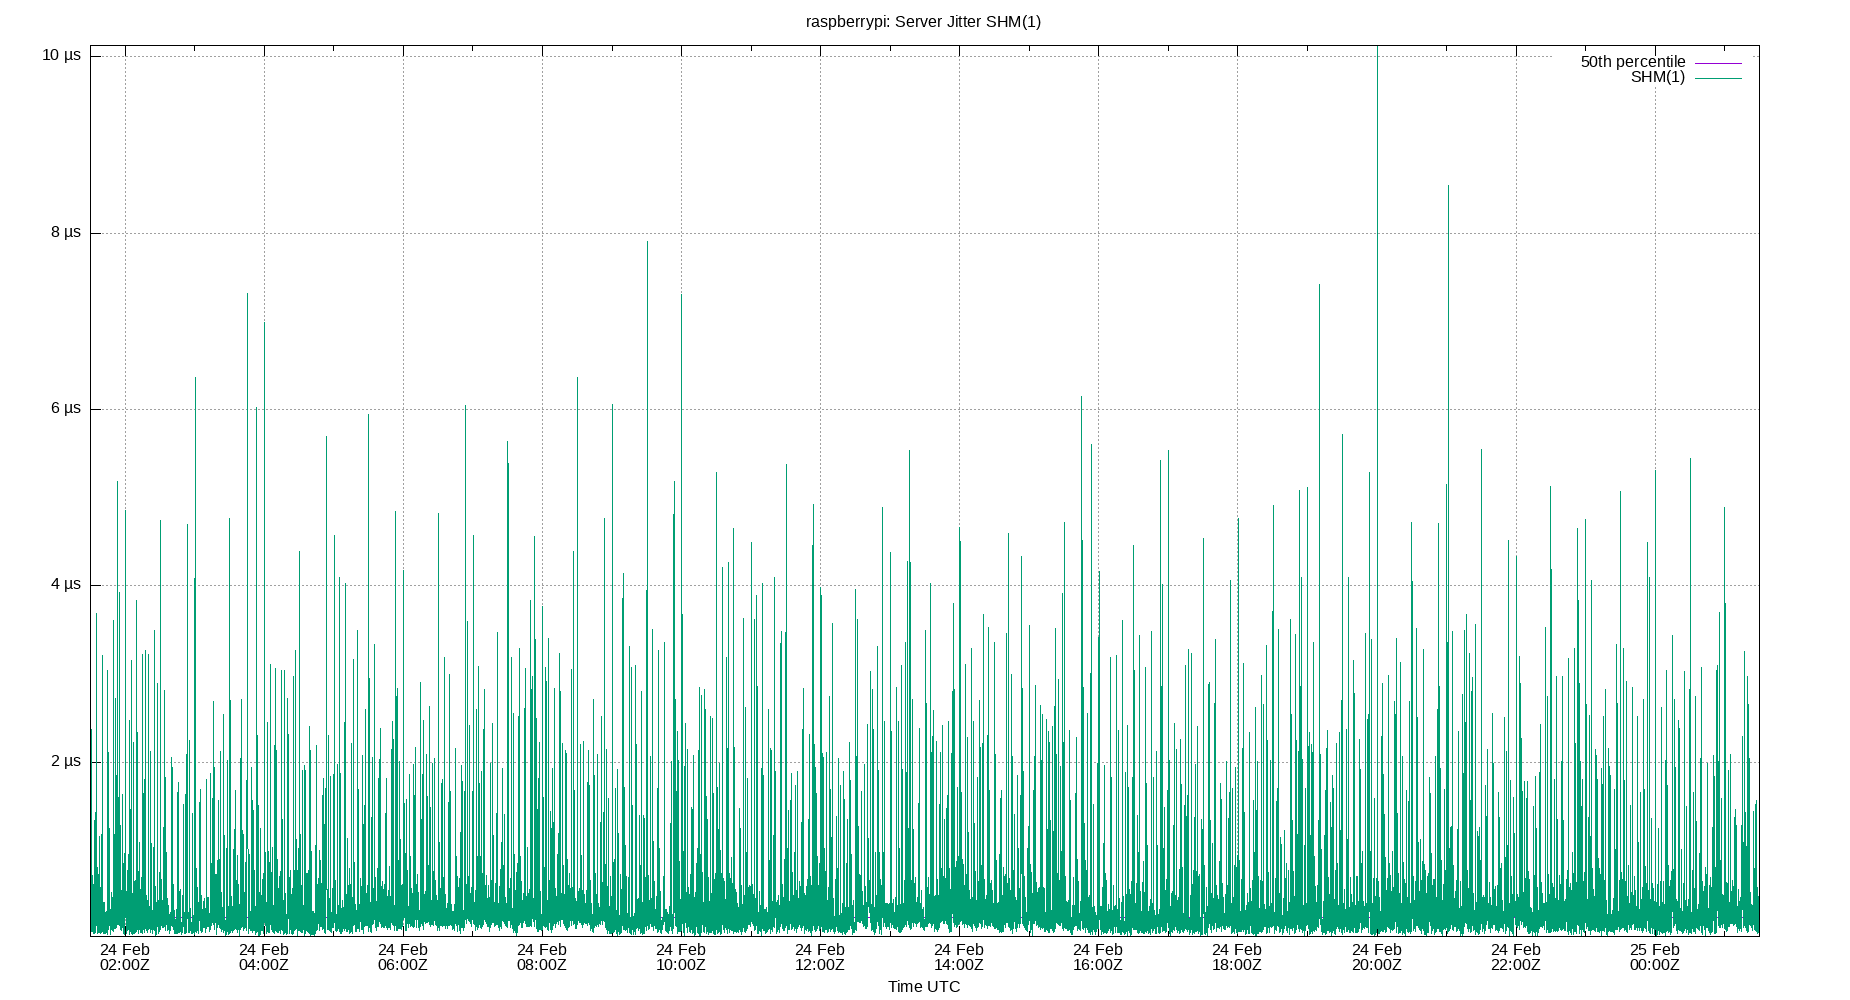 raspberrypi: Server Jitter SHM(1)
10 µs
8 µs
6 µs
4 µs
2 µs
50th percentile
SHM(1)
24 Feb 24 Feb 24 Feb 24 Feb 24 Feb 24 Feb 24 Feb 24 Feb 24 Feb 24 Feb 24 Feb 25 Feb
02:00Z 04:00Z 06:00Z 08:00Z 10:00Z 12:00Z 14:00Z 16:00Z 18:00Z 20:00Z 22:00Z 00:00Z
Time UTC